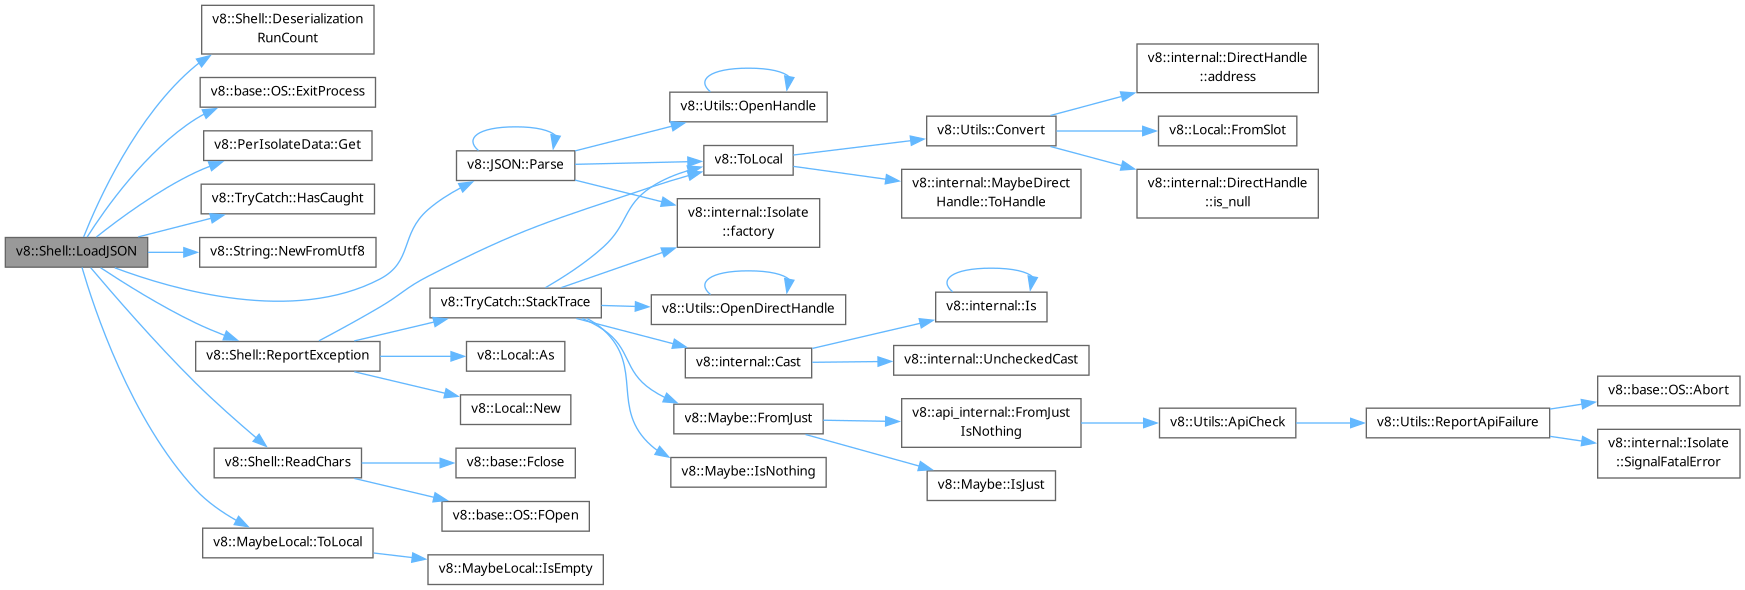 v8::Shell::LoadJSON
v8::Shell::Deserialization
RunCount
v8::base::OS::ExitProcess
v8::PerIsolateData::Get
v8::TryCatch::HasCaught
v8::String::NewFromUtf8
v8::JSON::Parse
v8::Utils::OpenHandle
v8::ToLocal
v8::Utils::Convert
v8::internal::DirectHandle
::address
v8::Local::FromSlot
v8::internal::DirectHandle
::is_null
v8::internal::MaybeDirect
Handle::ToHandle
v8::internal::Isolate
::factory
v8::Shell::ReportException
v8::TryCatch::StackTrace
v8::Utils::OpenDirectHandle
v8::internal::Cast
v8::internal::Is
v8::internal::UncheckedCast
v8::Maybe::FromJust
v8::api_internal::FromJust
IsNothing
v8::Utils::ApiCheck
v8::Utils::ReportApiFailure
v8::base::OS::Abort
v8::internal::Isolate
::SignalFatalError
v8::Maybe::IsJust
v8::Maybe::IsNothing
v8::Local::As
v8::Local::New
v8::Shell::ReadChars
v8::base::Fclose
v8::base::OS::FOpen
v8::MaybeLocal::ToLocal
v8::MaybeLocal::IsEmpty